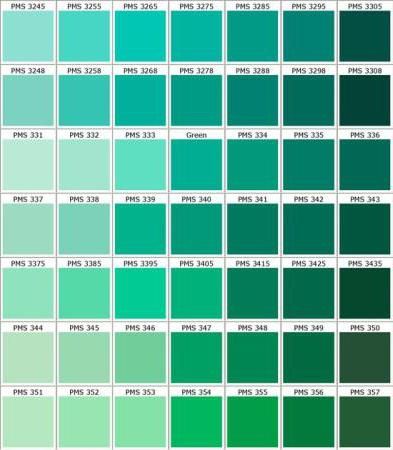 PMS 3245 PMS 3255 PMS 3265 PMS 3275 PMS 3285 PMS 3295 PMS 3305
PMS 3248 PMS 3258 PMS 3268 PMS 3278 PMS 3288 PMS 3298 PMS 3308
PMS 331 PMS 332 PMS 333 Green PMS 334 PMS 335 PMS 336
PMS 337 PMS 338 PMS 339 PMS 340 PMS 341 PMS 342 PMS 343
PMS 3375 PMS 3385 PMS 3395 PMS 3405 PMS 3415 PMS 3425 PMS 3435
PMS 344 PMS 345 PMS 346 PMS 347 PMS 348 PMS 349 PMS 350
PMS 351 PMS 352 PMS 353 PMS 354 PMS 355 PMS 356 PMS 357